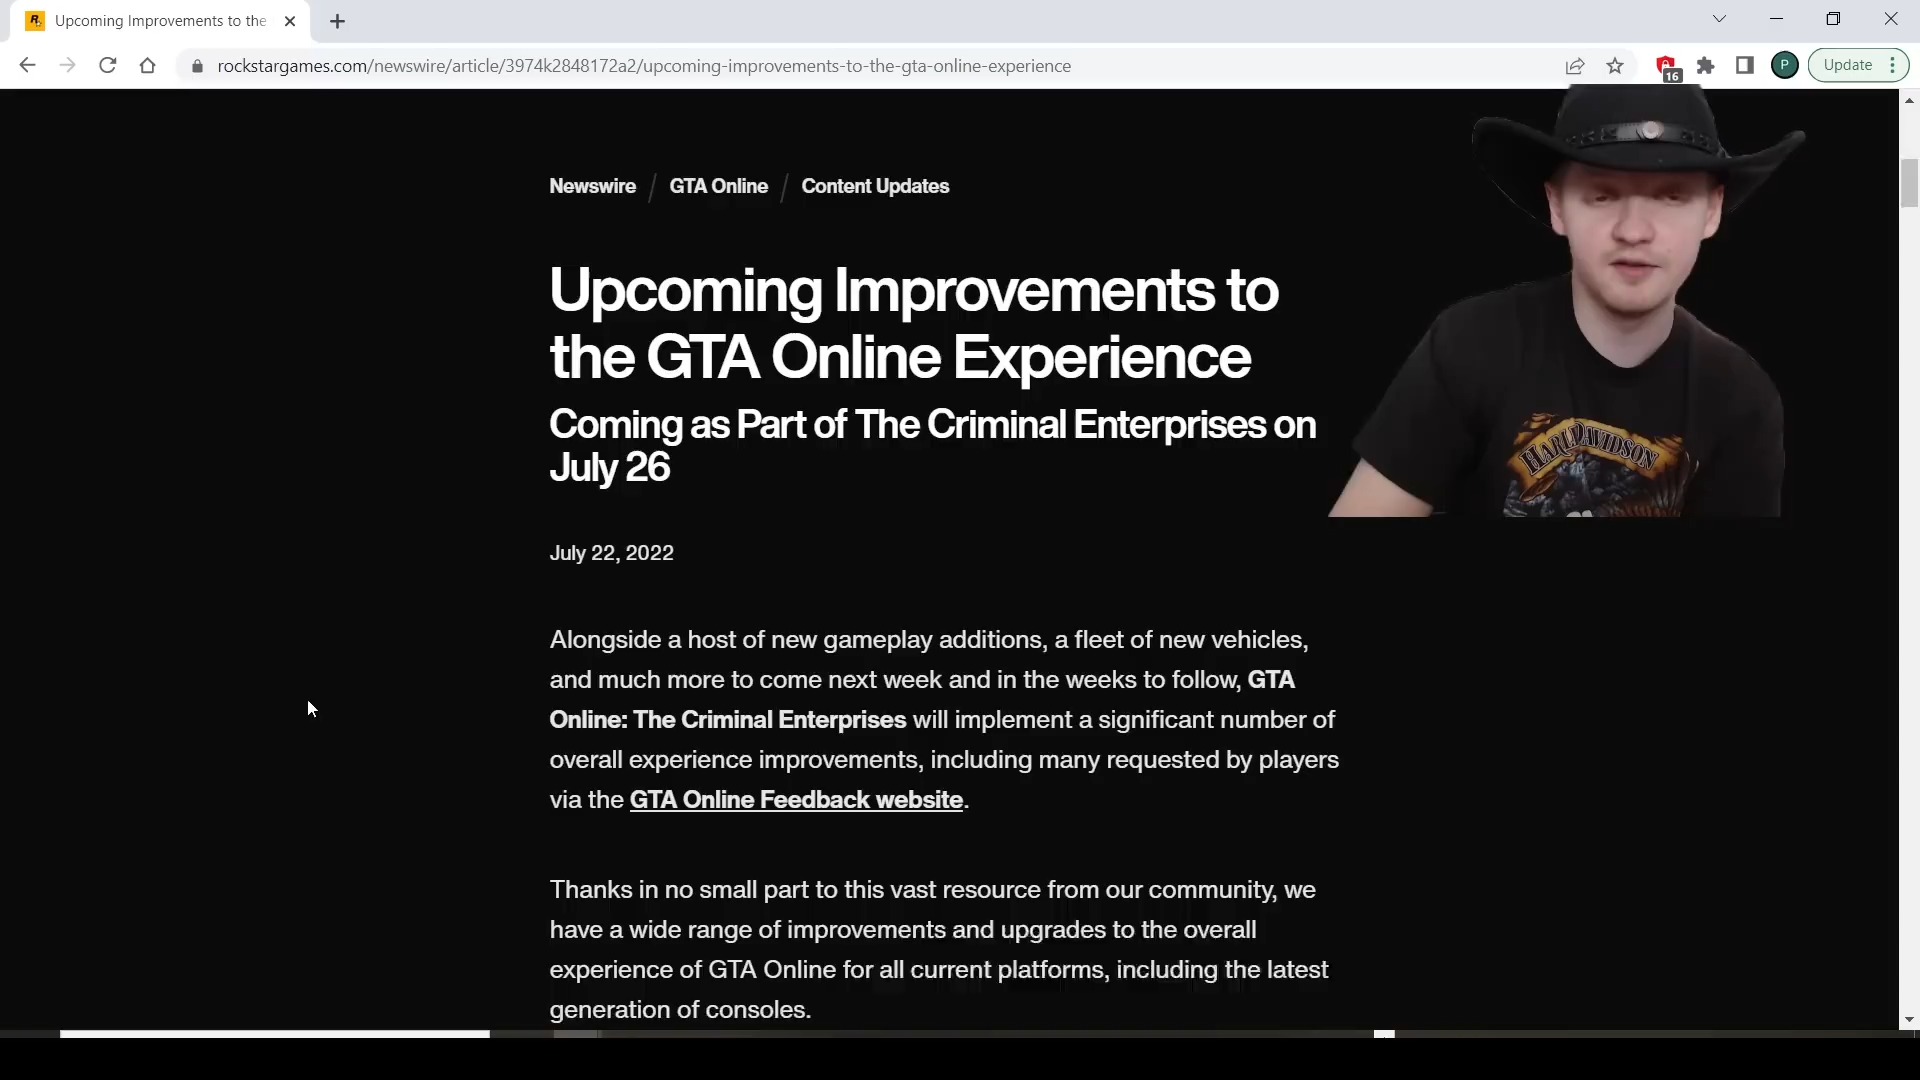 Upcoming Improvements to the
rockstargames.com/newswire/article/3974k2848172a2/upcoming-improvements-to-the-gta-online-experience
16
P
Update
Newswire / GTA Online / Content Updates
Upcoming Improvements to
the GTA Online Experience
Coming as Part of The Criminal Enterprises on
July 26
July 22, 2022
HARLEY-DAVIDSON
Alongside a host of new gameplay additions, a fleet of new vehicles,
and much more to come next week and in the weeks to follow, GTA
Online: The Criminal Enterprises will implement a significant number of
overall experience improvements, including many requested by players
via the GTA Online Feedback website.
Thanks in no small part to this vast resource from our community, we
have a wide range of improvements and upgrades to the overall
experience of GTA Online for all current platforms, including the latest
generation of consoles.